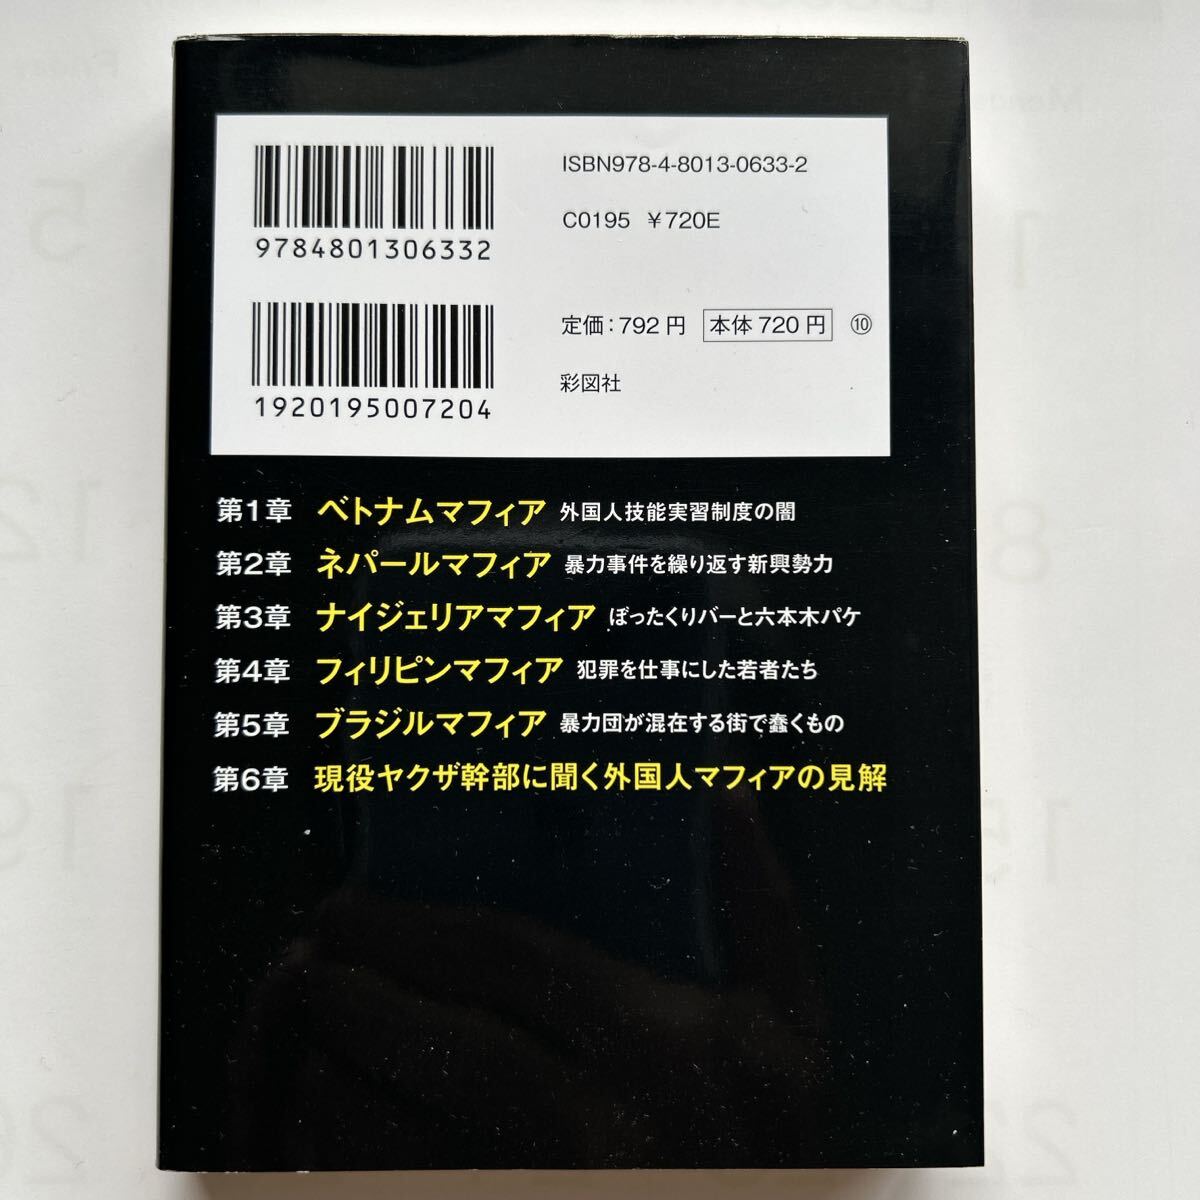 ISBN978-4-8013-0633-2
C0195 ¥720E
9784801306332
定価:792円 本体720円 ⑩
彩図社
1920195007204
第1章 ベトナムマフィア 外国人技能実習制度の闇
第2章 ネパールマフィア 暴力事件を繰り返す新興勢力
第3章 ナイジェリアマフィア ぼったくりバーと六本木パケ
第4章 フィリピンマフィア 犯罪を仕事にした若者たち
第5章 ブラジルマフィア 暴力団が混在する街で蠢くもの
第6章 現役ヤクザ幹部に聞く外国人マフィアの見解